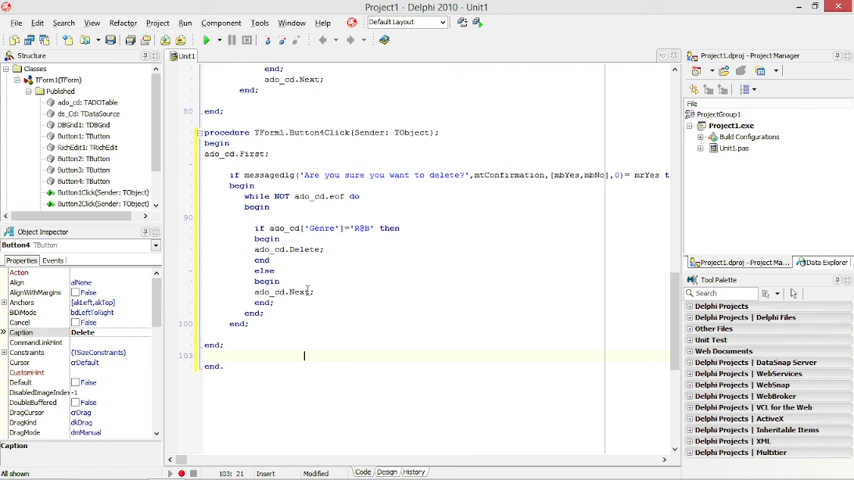 Project1 - Delphi 2010 - Unit1
File Edit Search View Refactor Project Run Component Tools Window Help Default Layout
Structure
Unit1
Classes
TForm1(TForm)
Published
ado_cd: TADOTable
ds_Cd: TDataSource
DBGrid1: TDBGrid
Button1: TButton
RichEdit1: TRichEdit
Button2: TButton
Button3: TButton
Button4: TButton
Button1Click(Sender: TObject)
Button2Click(Sender: TObject)
Object Inspector
Button4 TButton
Properties Events
Action
Align alNone
AlignWithMargins False
Anchors [akLeft,akTop]
BiDiMode bdLeftToRight
Cancel False
Caption Delete
CommandLinkHint
Constraints (TSizeConstraints)
Cursor crDefault
CustomHint
Default False
DisabledImageIndex -1
DoubleBuffered False
DragCursor crDrag
DragKind dkDrag
DragMode dmManual
Caption
All shown
end;
ado_cd.Next;
end;
80 end;
procedure TForm1.Button4Click(Sender: TObject);
begin
ado_cd.First;
if messagedlg('Are you sure you want to delete?',mtConfirmation,[mbYes,mbNo],0)= mrYes t
begin
while NOT ado_cd.eof do
begin
90
if ado_cd['Genre']='R@B' then
begin
ado_cd.Delete;
end
else
begin
ado_cd.Next;
end;
end;
100 end;
end;
103
end.
103: 21 Insert Modified Code Design History
Project1.dproj - Project Manager
File
ProjectGroup1
Project1.exe
Build Configurations
Unit1.pas
Project1.dproj - Project Ma... Data Explorer
Tool Palette
Search
Delphi Projects
Delphi Projects | Delphi Files
Other Files
Unit Test
Web Documents
Delphi Projects | DataSnap Server
Delphi Projects | WebServices
Delphi Projects | WebSnap
Delphi Projects | WebBroker
VCL for the Web
Delphi Projects | ActiveX
Delphi Projects | Inheritable Items
Delphi Projects | XML
Delphi Projects | Multitier